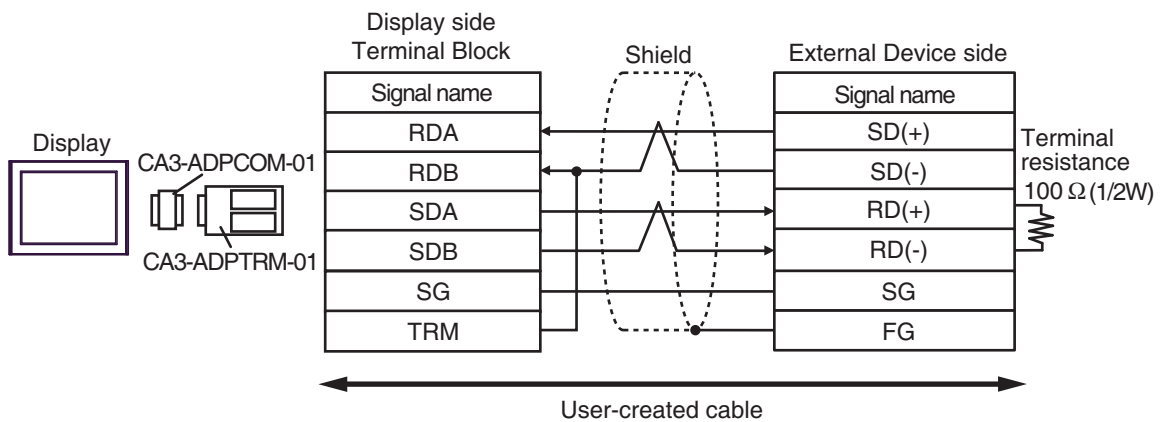 Display side
Terminal Block
Shield
External Device side
Signal name
Signal name
Display
CA3-ADPCOM-01
CA3-ADPTRM-01
RDA
SD(+)
RDB
SD(-)
SDA
RD(+)
SDB
RD(-)
SG
SG
TRM
FG
Terminal
resistance
100 Ω (1/2W)
User-created cable